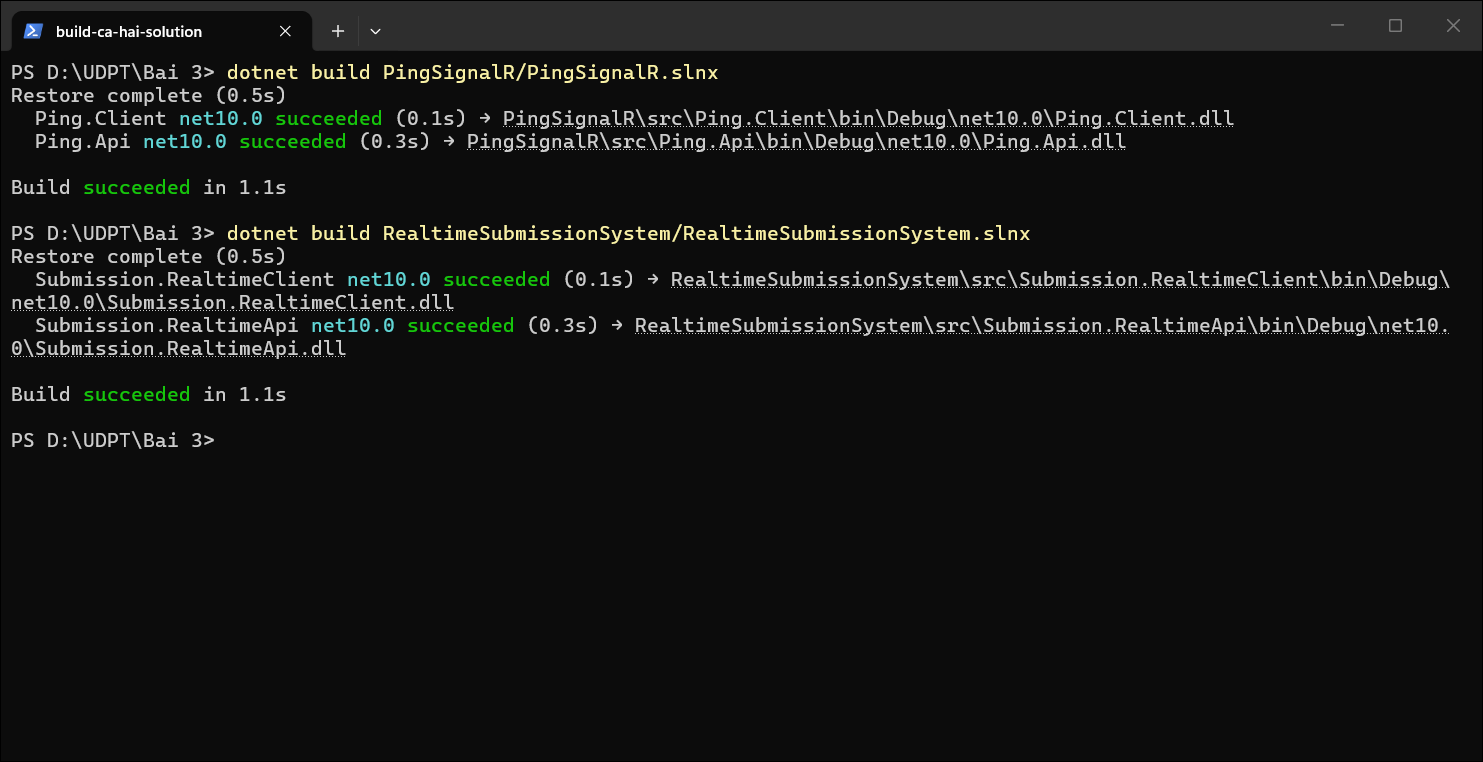 build-ca-hai-solution
PS D:\UDPT\Bai 3> dotnet build PingSignalR/PingSignalR.slnx
Restore complete (0.5s)
  Ping.Client net10.0 succeeded (0.1s) → PingSignalR\src\Ping.Client\bin\Debug\net10.0\Ping.Client.dll
  Ping.Api net10.0 succeeded (0.3s) → PingSignalR\src\Ping.Api\bin\Debug\net10.0\Ping.Api.dll
Build succeeded in 1.1s
PS D:\UDPT\Bai 3> dotnet build RealtimeSubmissionSystem/RealtimeSubmissionSystem.slnx
Restore complete (0.5s)
  Submission.RealtimeClient net10.0 succeeded (0.1s) → RealtimeSubmissionSystem\src\Submission.RealtimeClient\bin\Debug\
net10.0\Submission.RealtimeClient.dll
  Submission.RealtimeApi net10.0 succeeded (0.3s) → RealtimeSubmissionSystem\src\Submission.RealtimeApi\bin\Debug\net10.
0\Submission.RealtimeApi.dll
Build succeeded in 1.1s
PS D:\UDPT\Bai 3>